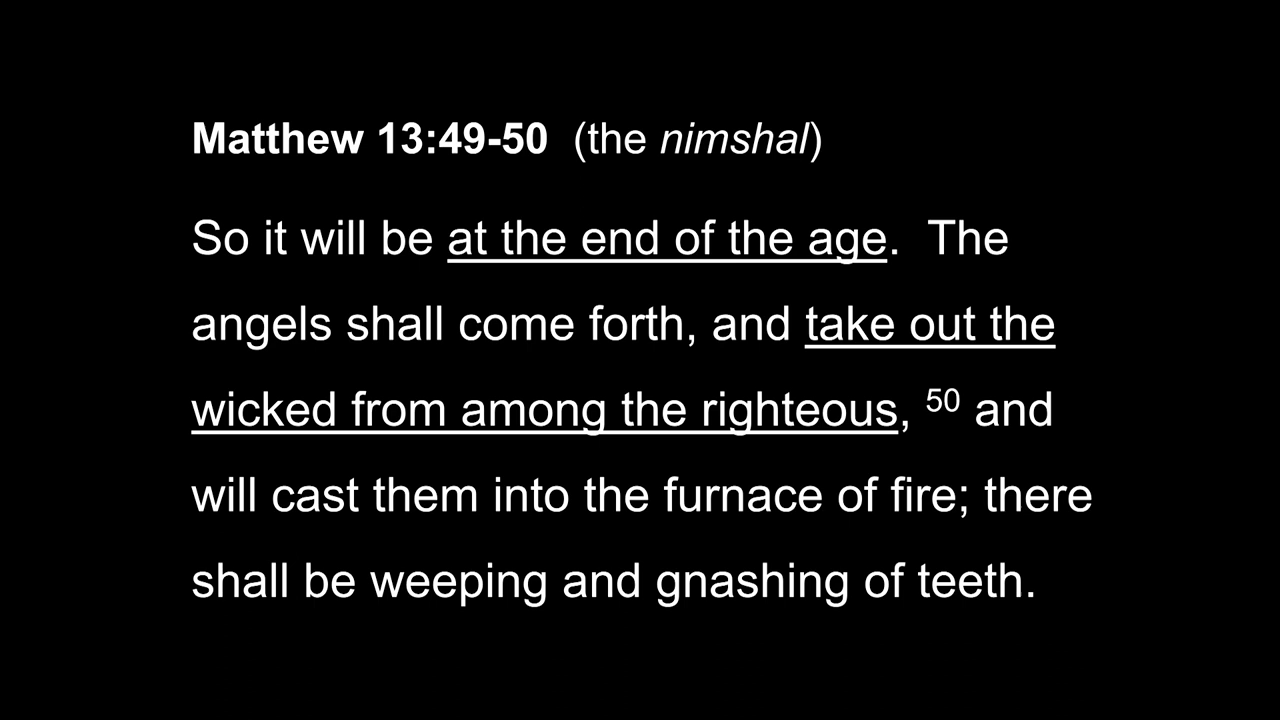 Matthew 13:49-50  (the nimshal)
So it will be at the end of the age.  The
angels shall come forth, and take out the
wicked from among the righteous, 50 and
will cast them into the furnace of fire; there
shall be weeping and gnashing of teeth.